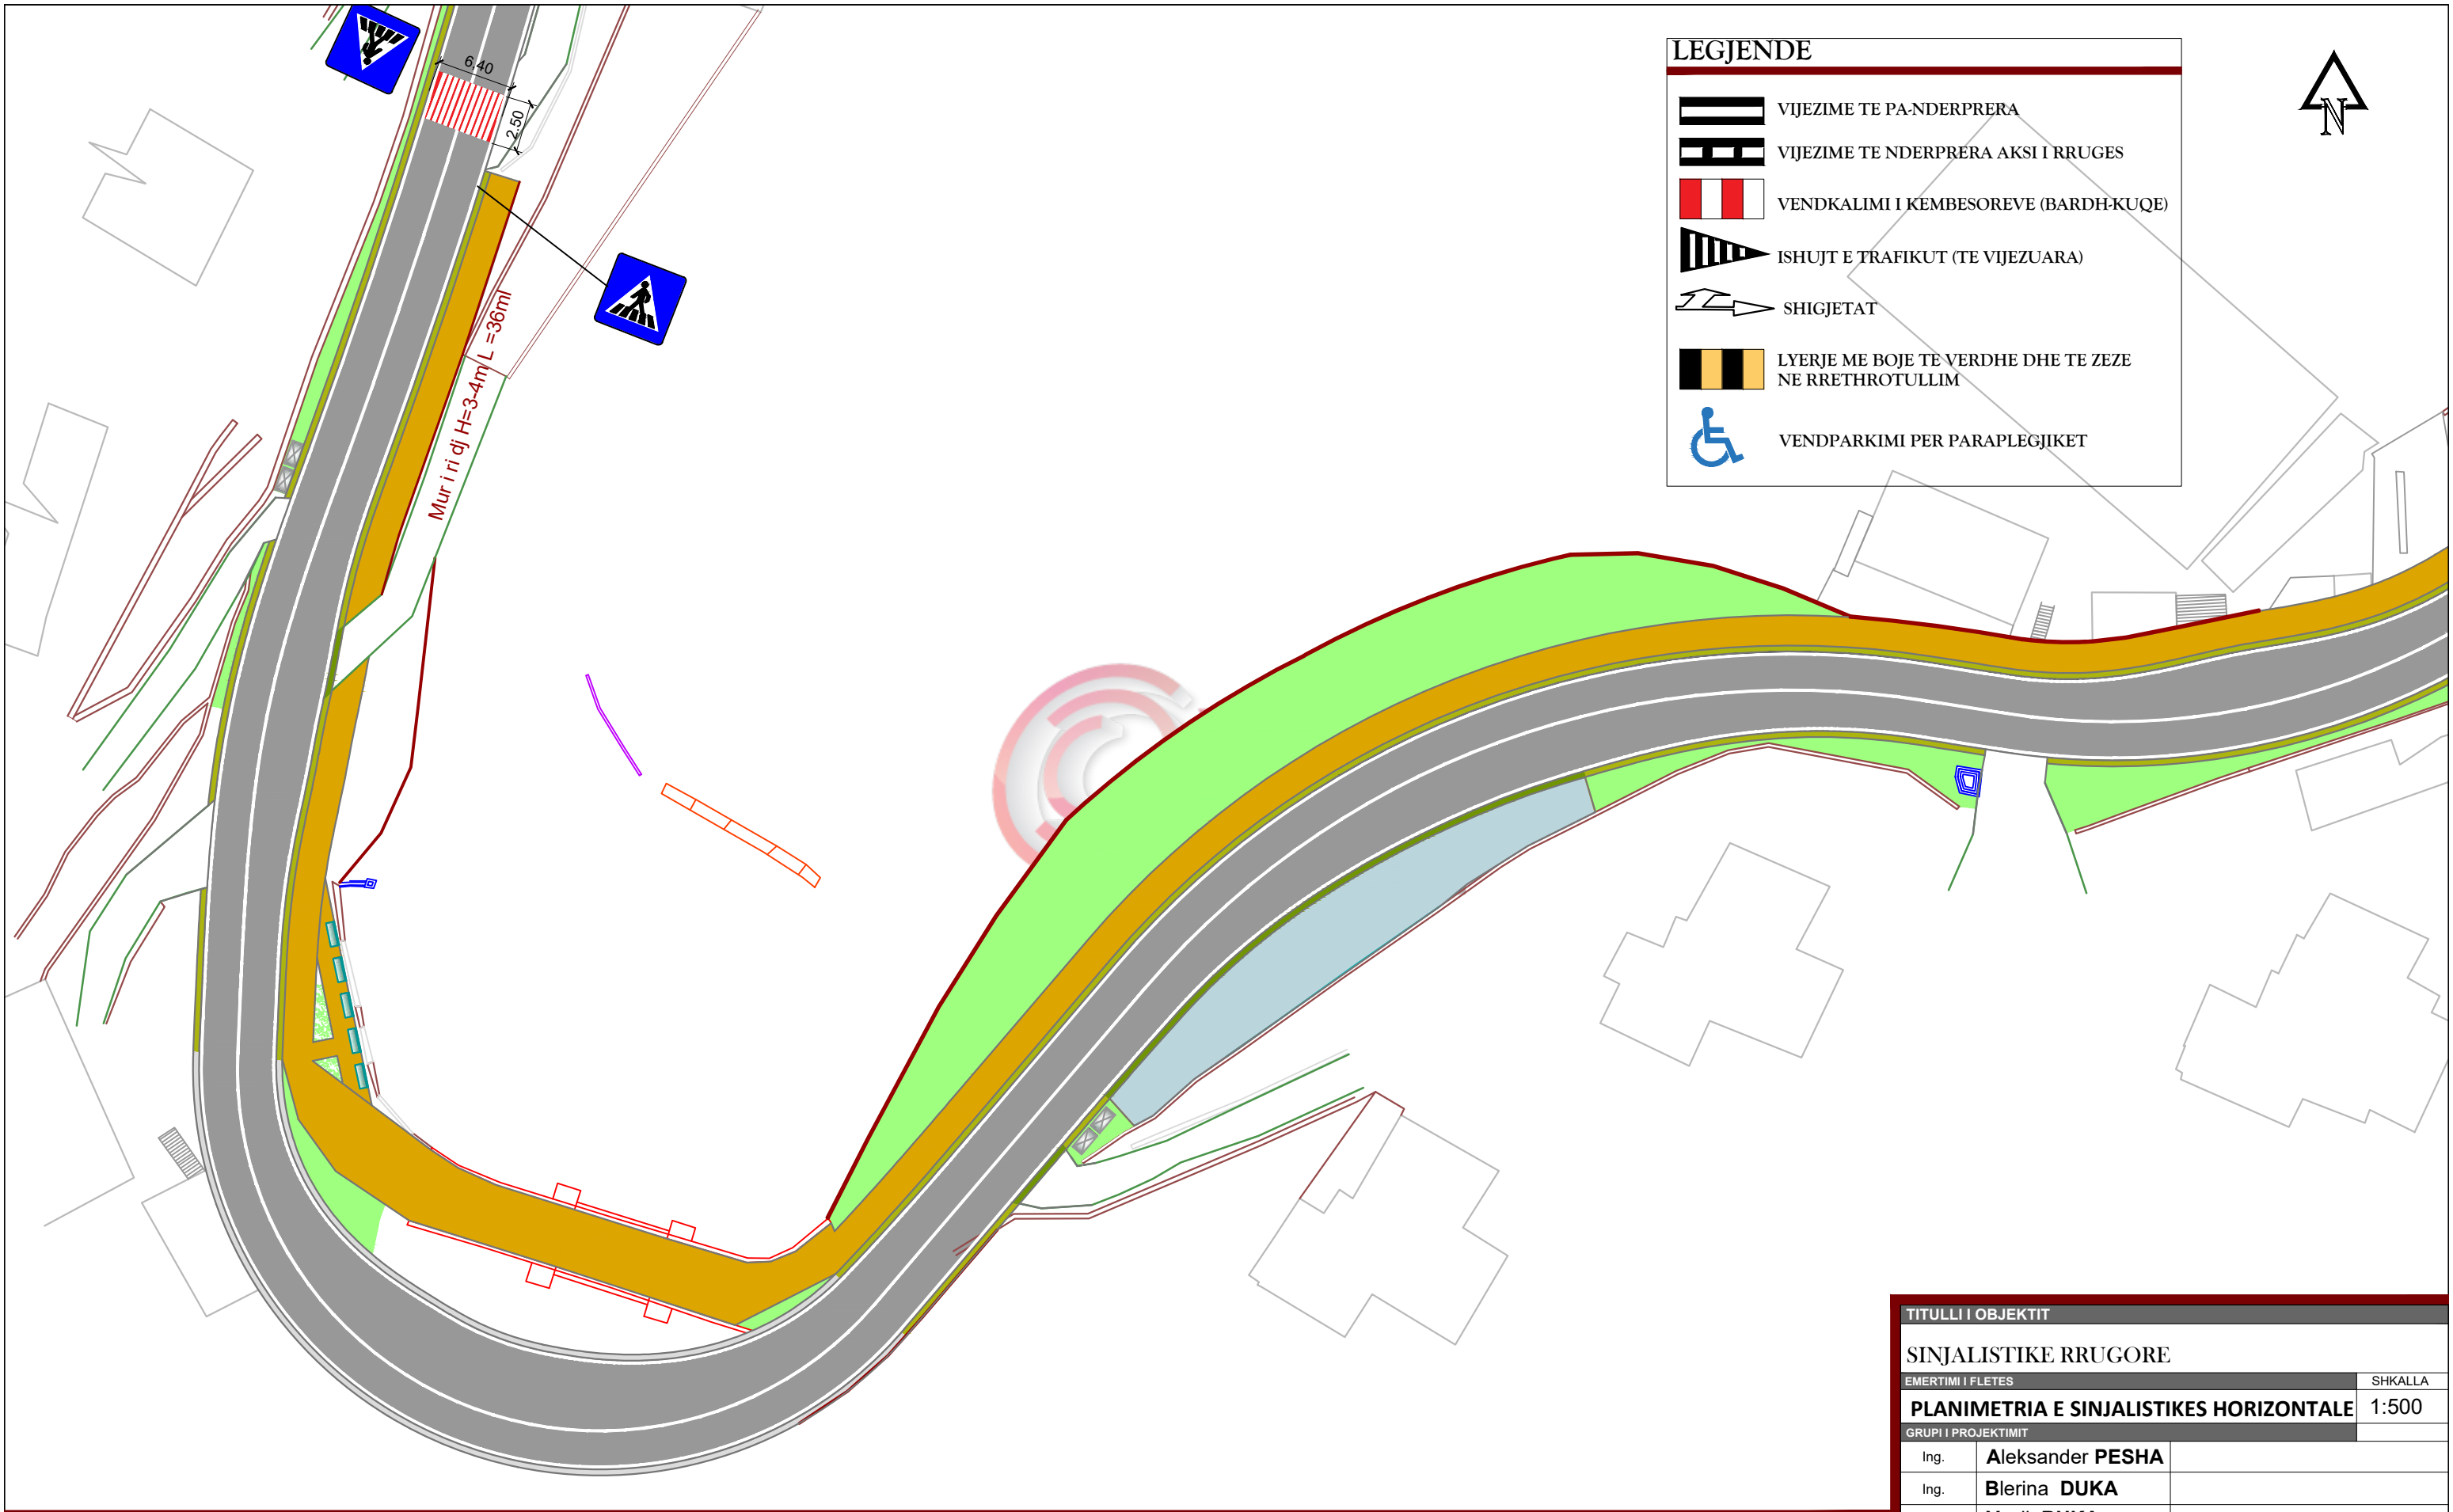 6.40
2.50
Mur i ri dj H=3-4m L =36ml
LEGJENDE
VIJEZIME TE PA-NDERPRERA
VIJEZIME TE NDERPRERA AKSI I RRUGES
VENDKALIMI I KEMBESOREVE (BARDH-KUQE)
ISHUJT E TRAFIKUT (TE VIJEZUARA)
SHIGJETAT
LYERJE ME BOJE TE VERDHE DHE TE ZEZE
NE RRETHROTULLIM
VENDPARKIMI PER PARAPLEGJIKET
N
TITULLI I OBJEKTIT
SINJALISTIKE RRUGORE
EMERTIMI I FLETES SHKALLA
PLANIMETRIA E SINJALISTIKES HORIZONTALE 1:500
GRUPI I PROJEKTIMIT
Ing. Aleksander PESHA
Ing. Blerina DUKA